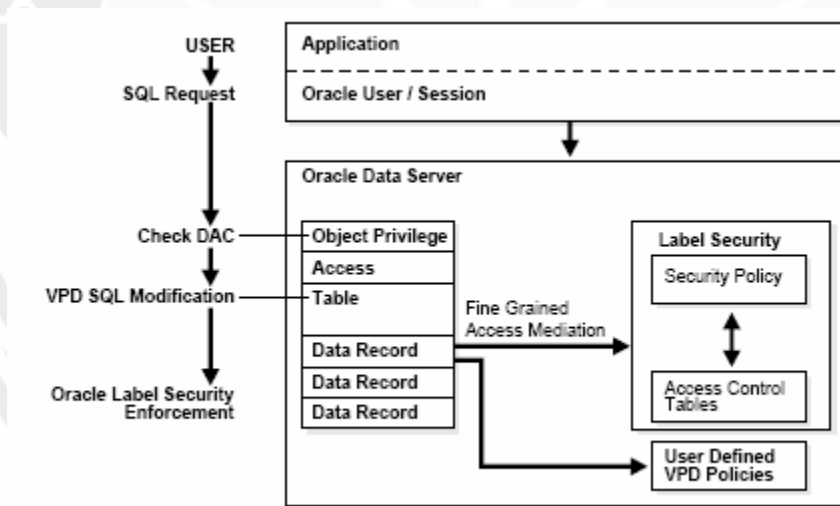 USER
SQL Request
Check DAC
VPD SQL Modification
Oracle Label Security
Enforcement
Application
Oracle User / Session
Oracle Data Server
Object Privilege
Access
Table
Data Record
Data Record
Data Record
Fine Grained
Access Mediation
Label Security
Security Policy
Access Control
Tables
User Defined
VPD Policies